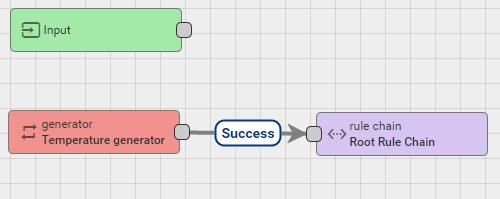 Input
generator
Temperature generator
Success
rule chain
Root Rule Chain